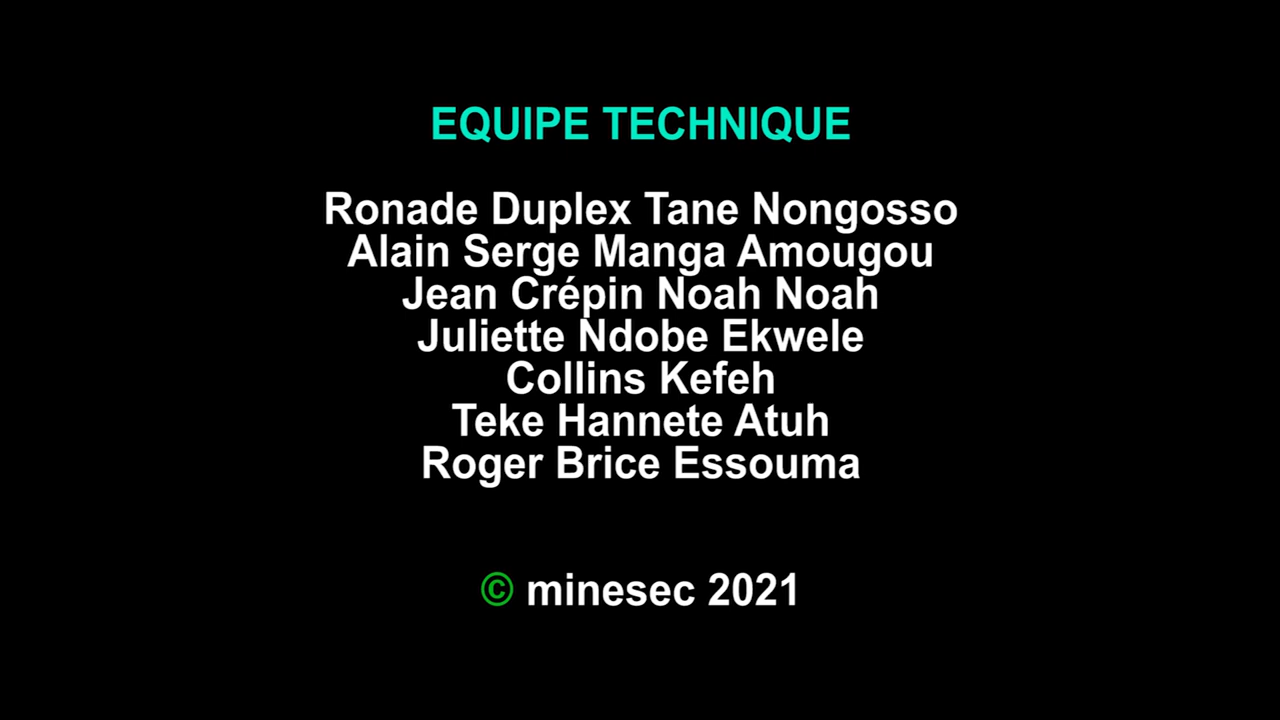 EQUIPE TECHNIQUE
Ronade Duplex Tane Nongosso
Alain Serge Manga Amougou
Jean Crépin Noah Noah
Juliette Ndobe Ekwele
Collins Kefeh
Teke Hannete Atuh
Roger Brice Essouma
© minesec 2021